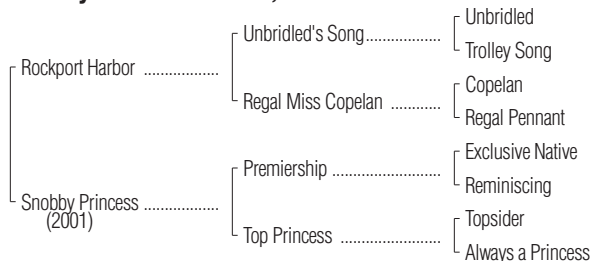 Unbridled
Unbridled's Song..................
Trolley Song
Rockport Harbor ..................
Copelan
Regal Miss Copelan ............
Regal Pennant
Exclusive Native
Premiership ..........................
Reminiscing
Snobby Princess ..................
(2001)
Topsider
Top Princess ........................
Always a Princess